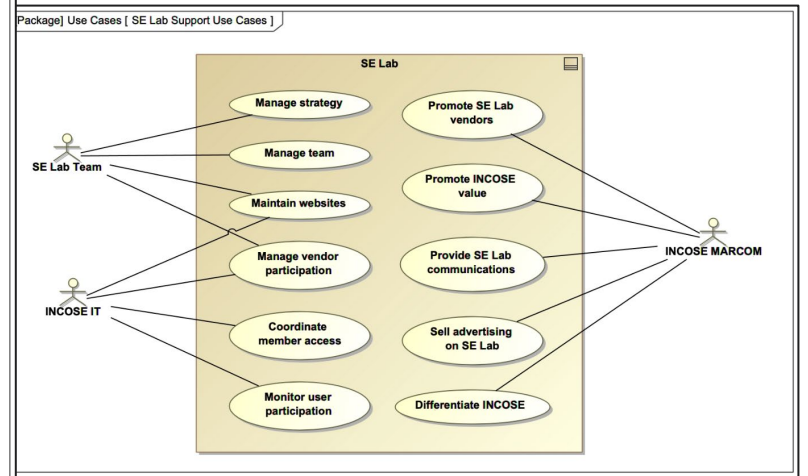 Package] Use Cases [ SE Lab Support Use Cases ]
SE Lab
Manage strategy
Manage team
Maintain websites
Manage vendor
participation
Coordinate
member access
Monitor user
participation
Promote SE Lab
vendors
Promote INCOSE
value
Provide SE Lab
communications
Sell advertising
on SE Lab
Differentiate INCOSE
SE Lab Team
INCOSE IT
INCOSE MARCOM